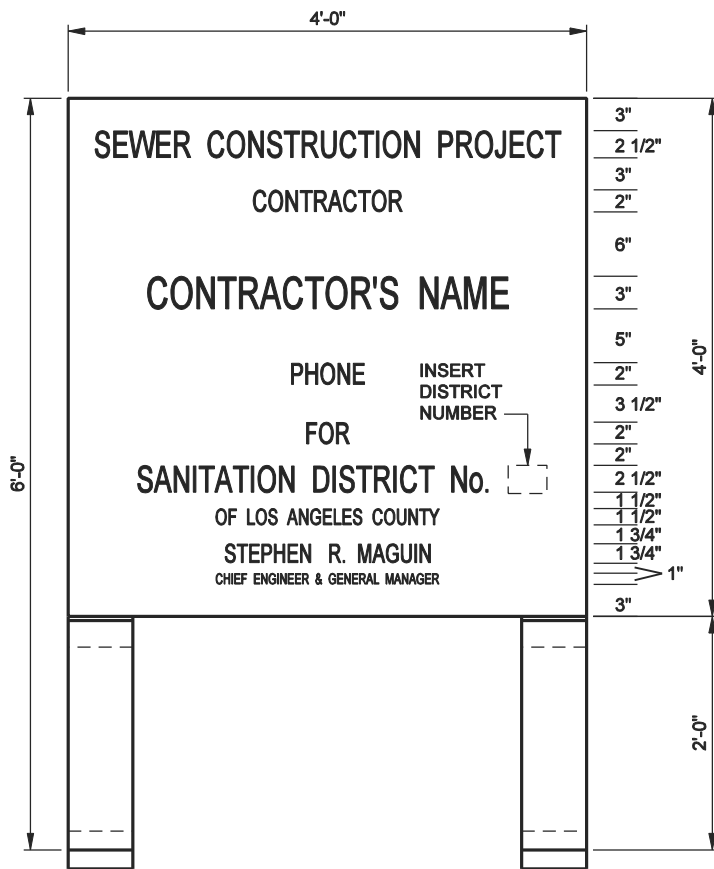 4'-0"
3"
SEWER CONSTRUCTION PROJECT
2 1/2"
3"
CONTRACTOR
2"
6"
CONTRACTOR'S NAME
3"
5"
4'-0"
PHONE
2"
INSERT
DISTRICT
NUMBER
3 1/2"
FOR
2"
2"
6'-0"
SANITATION DISTRICT No.
2 1/2"
1 1/2"
OF LOS ANGELES COUNTY
1 1/2"
1 3/4"
STEPHEN R. MAGUIN
1 3/4"
1"
CHIEF ENGINEER & GENERAL MANAGER
3"
2'-0"